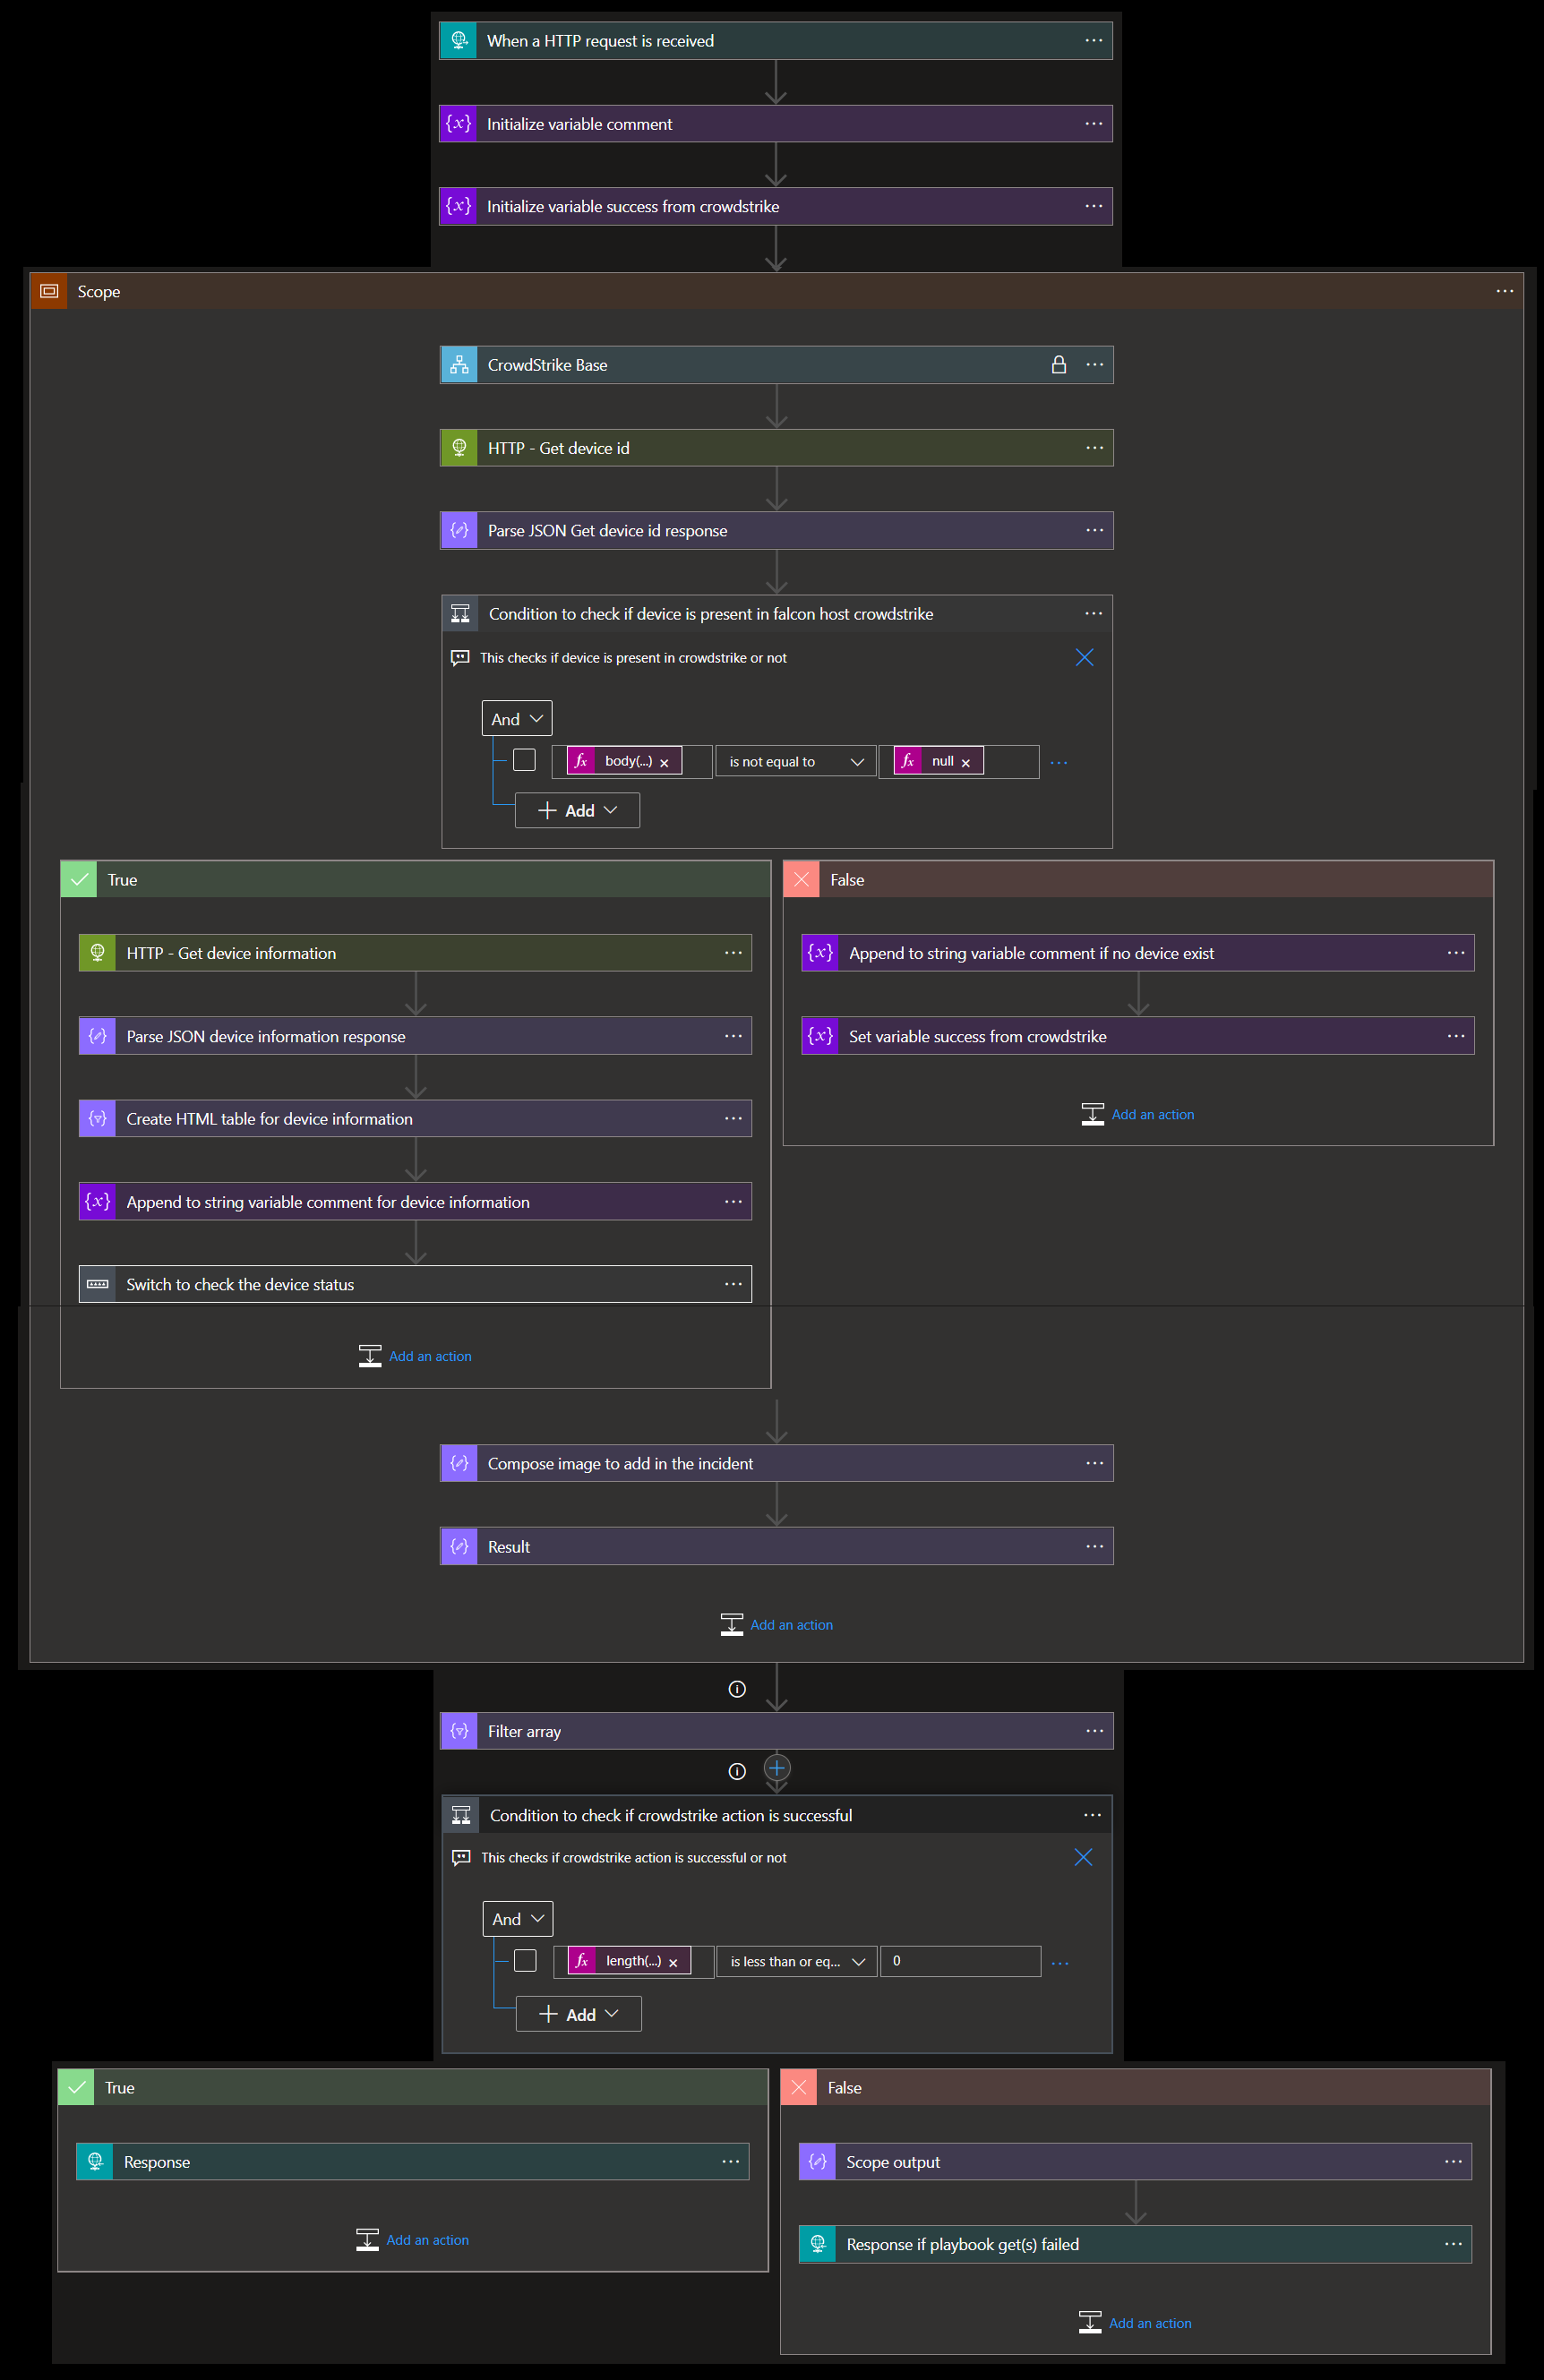 When a HTTP request is received
{x} Initialize variable comment
{x} Initialize variable success from crowdstrike
Scope
CrowdStrike Base
HTTP - Get device id
Parse JSON Get device id response
Condition to check if device is present in falcon host crowdstrike
This checks if device is present in crowdstrike or not
And
fx body(...) × is not equal to fx null × ...
+ Add
True
HTTP - Get device information
Parse JSON device information response
Create HTML table for device information
{x} Append to string variable comment for device information
Switch to check the device status
Add an action
False
{x} Append to string variable comment if no device exist
{x} Set variable success from crowdstrike
Add an action
Compose image to add in the incident
Result
Add an action
Filter array
Condition to check if crowdstrike action is successful
This checks if crowdstrike action is successful or not
And
fx length(...) × is less than or eq... 0 ...
+ Add
True
Response
Add an action
False
Scope output
Response if playbook get(s) failed
Add an action